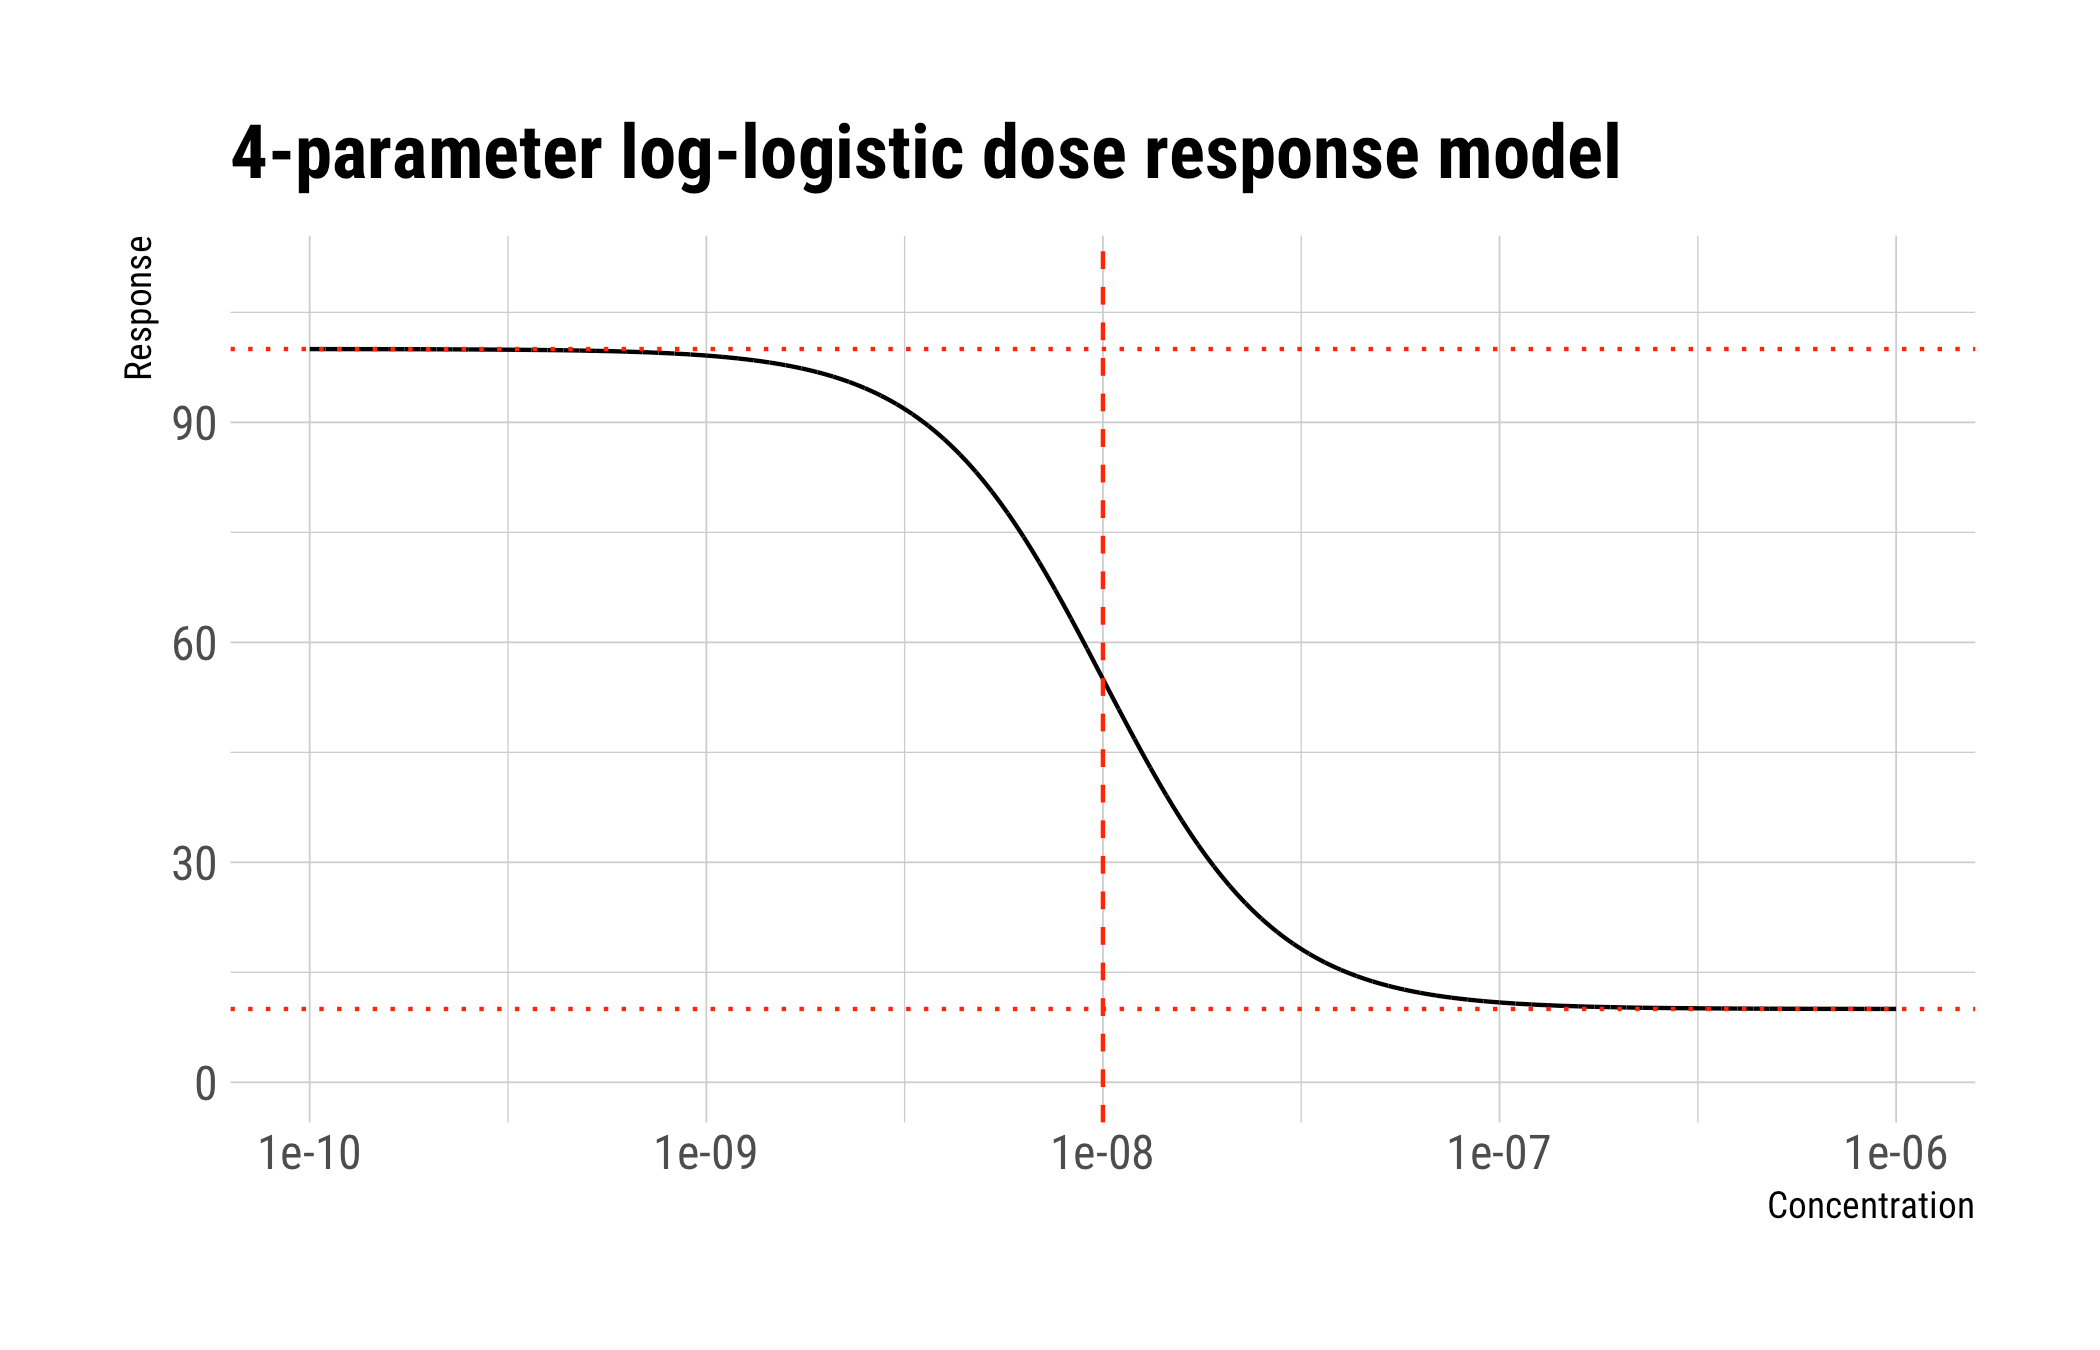 4-parameter log-logistic dose response model
Response
90
60
30
0
1e-10 1e-09 1e-08 1e-07 1e-06
Concentration